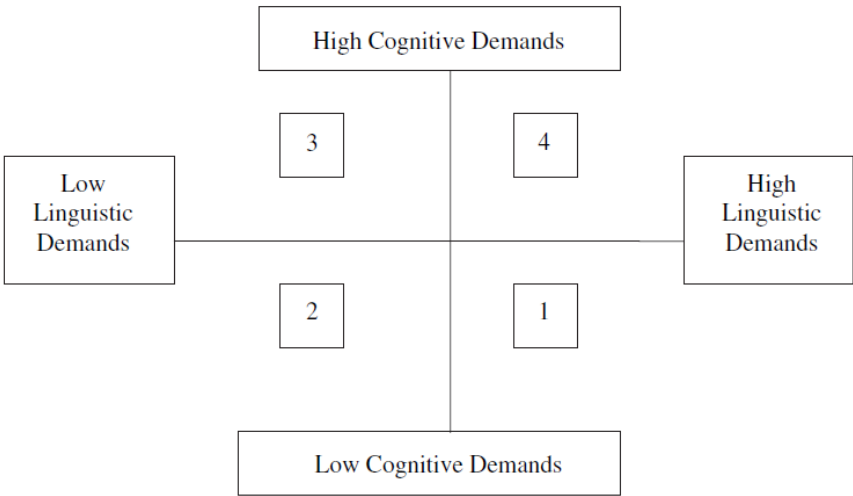 High Cognitive Demands
3
4
Low
Linguistic
Demands
High
Linguistic
Demands
2
1
Low Cognitive Demands